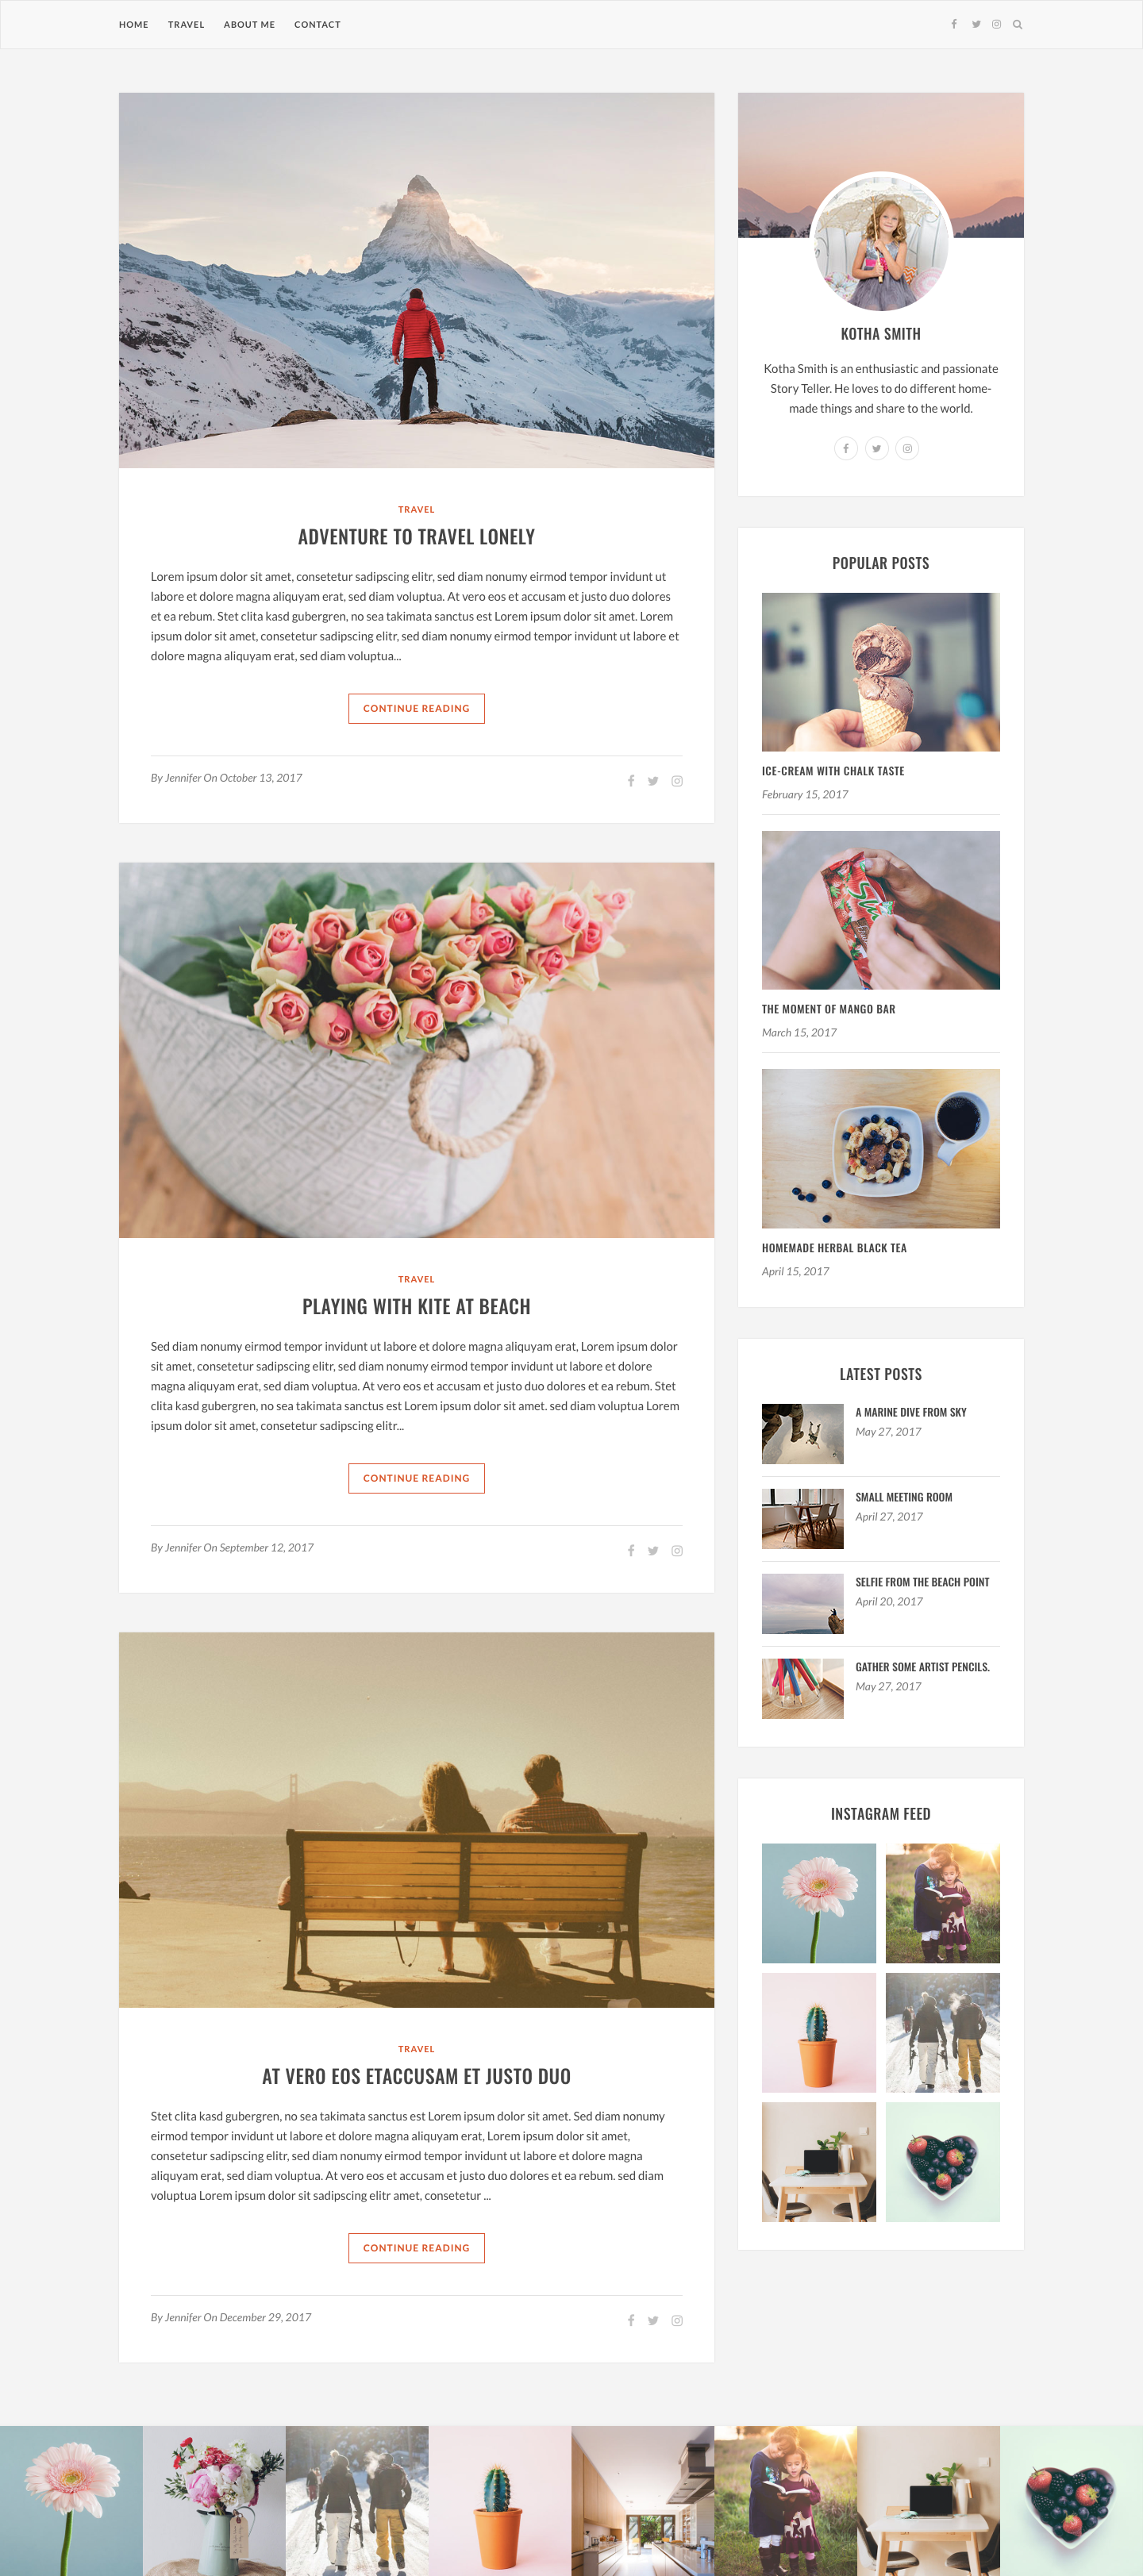 HOME TRAVEL ABOUT ME CONTACT
TRAVEL
ADVENTURE TO TRAVEL LONELY
Lorem ipsum dolor sit amet, consetetur sadipscing elitr, sed diam nonumy eirmod tempor invidunt ut
labore et dolore magna aliquyam erat, sed diam voluptua. At vero eos et accusam et justo duo dolores
et ea rebum. Stet clita kasd gubergren, no sea takimata sanctus est Lorem ipsum dolor sit amet. Lorem
ipsum dolor sit amet, consetetur sadipscing elitr, sed diam nonumy eirmod tempor invidunt ut labore et
dolore magna aliquyam erat, sed diam voluptua...
CONTINUE READING
By Jennifer On October 13, 2017
TRAVEL
PLAYING WITH KITE AT BEACH
Sed diam nonumy eirmod tempor invidunt ut labore et dolore magna aliquyam erat, Lorem ipsum dolor
sit amet, consetetur sadipscing elitr, sed diam nonumy eirmod tempor invidunt ut labore et dolore
magna aliquyam erat, sed diam voluptua. At vero eos et accusam et justo duo dolores et ea rebum. Stet
clita kasd gubergren, no sea takimata sanctus est Lorem ipsum dolor sit amet. sed diam voluptua Lorem
ipsum dolor sit amet, consetetur sadipscing elitr...
CONTINUE READING
By Jennifer On September 12, 2017
TRAVEL
AT VERO EOS ETACCUSAM ET JUSTO DUO
Stet clita kasd gubergren, no sea takimata sanctus est Lorem ipsum dolor sit amet. Sed diam nonumy
eirmod tempor invidunt ut labore et dolore magna aliquyam erat, Lorem ipsum dolor sit amet,
consetetur sadipscing elitr, sed diam nonumy eirmod tempor invidunt ut labore et dolore magna
aliquyam erat, sed diam voluptua. At vero eos et accusam et justo duo dolores et ea rebum. sed diam
voluptua Lorem ipsum dolor sit sadipscing elitr amet, consetetur ...
CONTINUE READING
By Jennifer On December 29, 2017
KOTHA SMITH
Kotha Smith is an enthusiastic and passionate
Story Teller. He loves to do different home-
made things and share to the world.
POPULAR POSTS
ICE-CREAM WITH CHALK TASTE
February 15, 2017
THE MOMENT OF MANGO BAR
March 15, 2017
HOMEMADE HERBAL BLACK TEA
April 15, 2017
LATEST POSTS
A MARINE DIVE FROM SKY
May 27, 2017
SMALL MEETING ROOM
April 27, 2017
SELFIE FROM THE BEACH POINT
April 20, 2017
GATHER SOME ARTIST PENCILS.
May 27, 2017
INSTAGRAM FEED